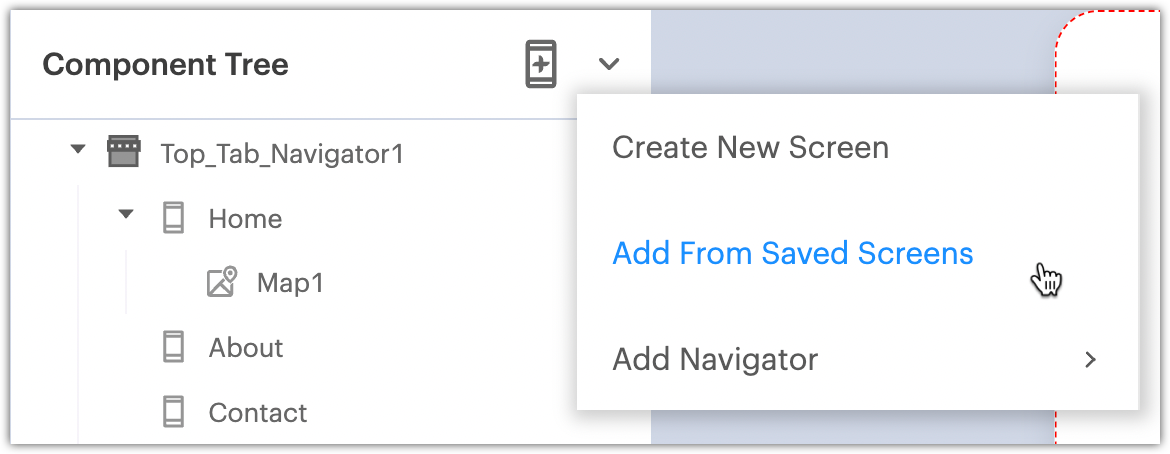 Component Tree
Top_Tab_Navigator1
Home
Map1
About
Contact
Create New Screen
Add From Saved Screens
Add Navigator